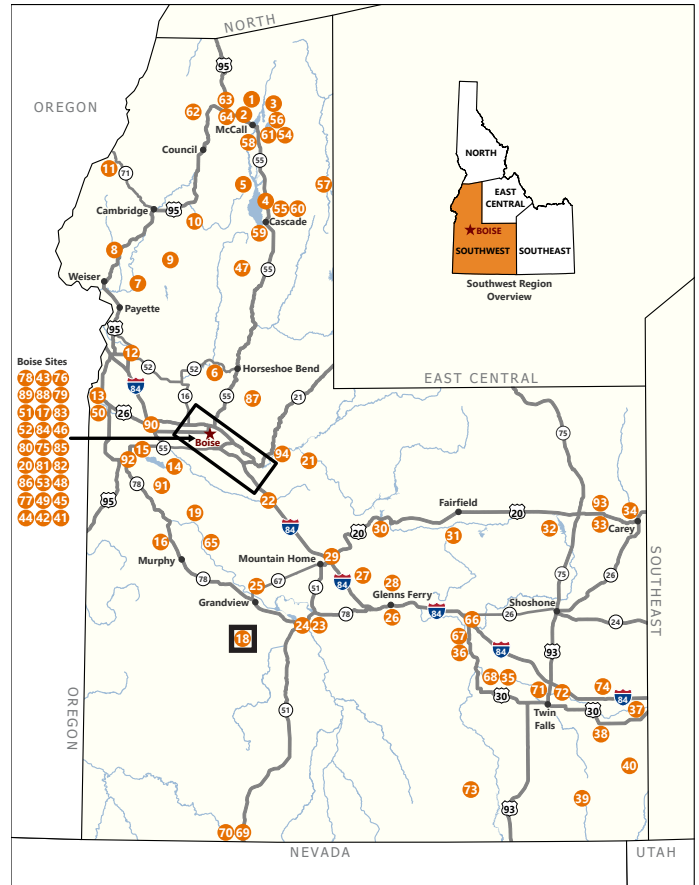 NORTH
95
OREGON
63
1
3
62
64
2
56
McCall
61
54
58
Council
55
11
71
5
57
Cambridge
95
4
55
60
10
Cascade
59
8
9
47
55
Weiser
7
Payette
95
12
52
52
6
Horseshoe Bend
84
16
55
87
21
EAST CENTRAL
NORTH
EAST
CENTRAL
BOISE
SOUTHWEST
SOUTHEAST
Southwest Region
Overview
Boise Sites
78 43 76
89 88 79
51 17 83
52 84 46
80 75 85
20 81 82
86 53 48
77 49 45
44 42 41
13
50
26
90
Boise
15
55
92
14
94
21
78
91
95
22
75
19
84
Fairfield
20
93
34
20
30
31
32
33
Carey
16
65
Mountain Home
29
Murphy
67
27
28
75
26
SOUTHEAST
78
25
51
84
Glenns Ferry
Grandview
78
26
84
26
Shoshone
24
24
23
66
18
67
36
84
93
68
35
71
72
74
84
30
30
37
Twin
Falls
38
OREGON
51
40
73
39
93
70
69
NEVADA
UTAH